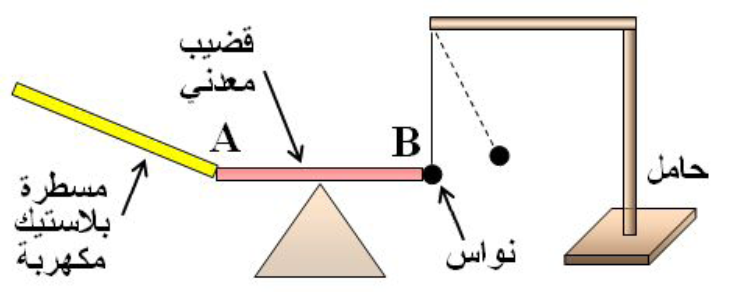 قضيب
معدني
A
B
مسطرة
بلاستيك
مكهربة
نواس
حامل